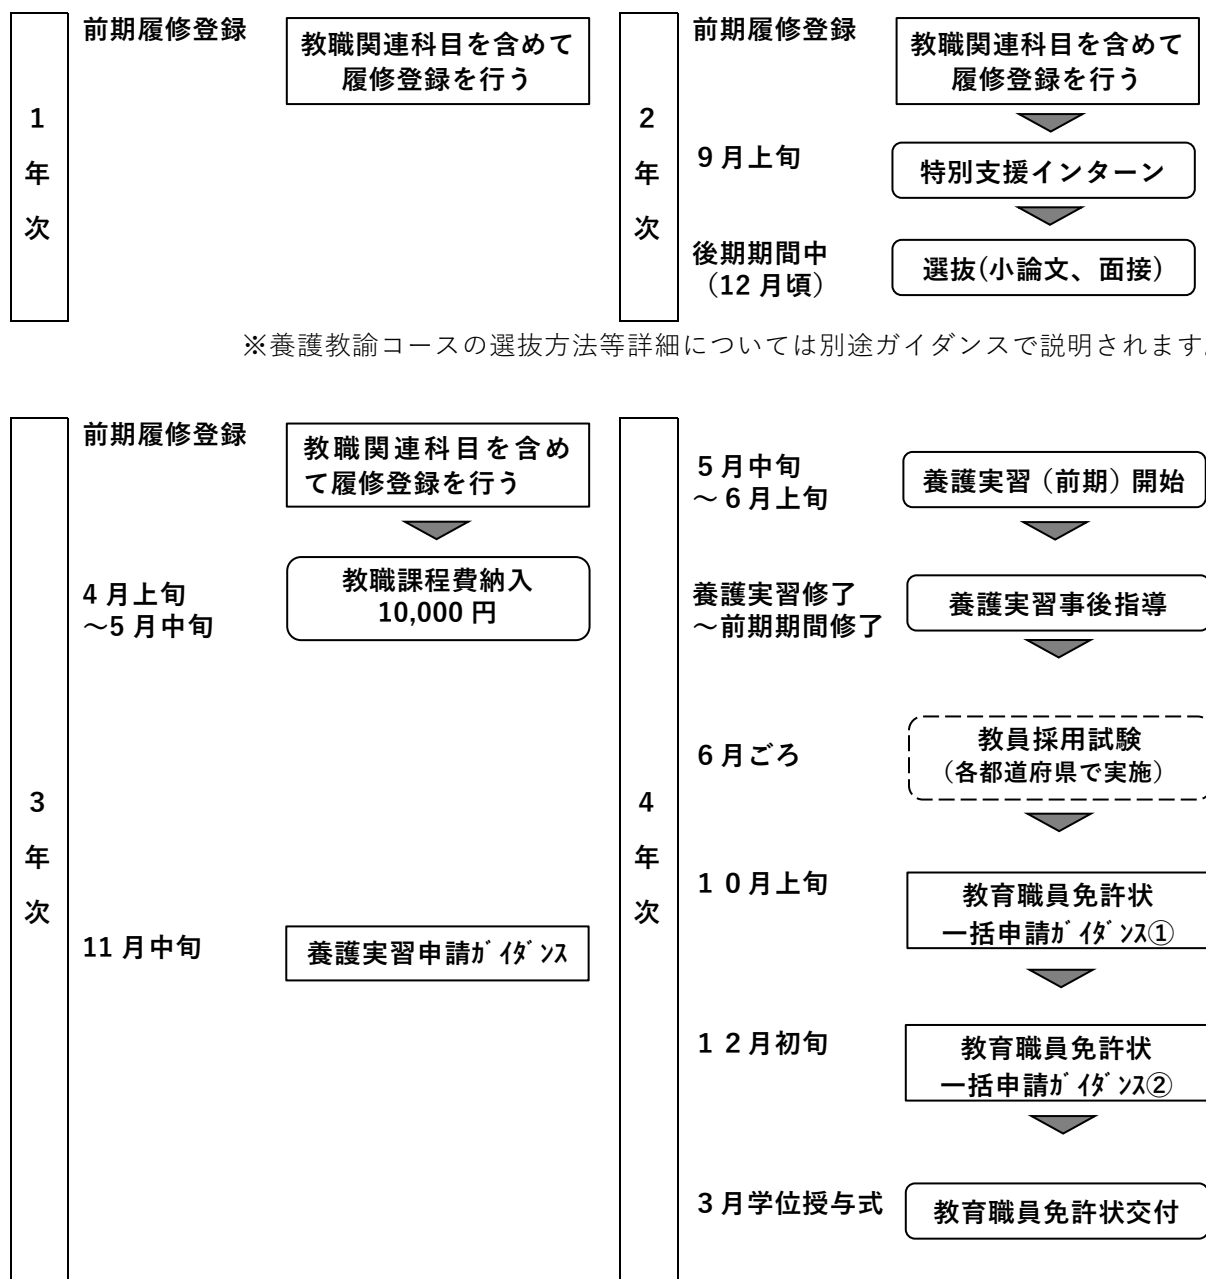 1
年
次
前期履修登録
教職関連科目を含めて
履修登録を行う
2
年
次
前期履修登録
教職関連科目を含めて
履修登録を行う
9月上旬
特別支援インターン
後期期間中
(12月頃)
選抜(小論文、面接)
※養護教諭コースの選抜方法等詳細については別途ガイダンスで説明されます。
3
年
次
前期履修登録
教職関連科目を含め
て履修登録を行う
4月上旬
～5月中旬
教職課程費納入
10,000円
11月中旬
養護実習申請ｶﾞｲﾀﾞﾝｽ
4
年
次
5月中旬
～6月上旬
養護実習（前期）開始
養護実習修了
～前期期間修了
養護実習事後指導
6月ごろ
教員採用試験
（各都道府県で実施）
１０月上旬
教育職員免許状
一括申請ｶﾞｲﾀﾞﾝｽ①
１２月初旬
教育職員免許状
一括申請ｶﾞｲﾀﾞﾝｽ②
3月学位授与式
教育職員免許状交付